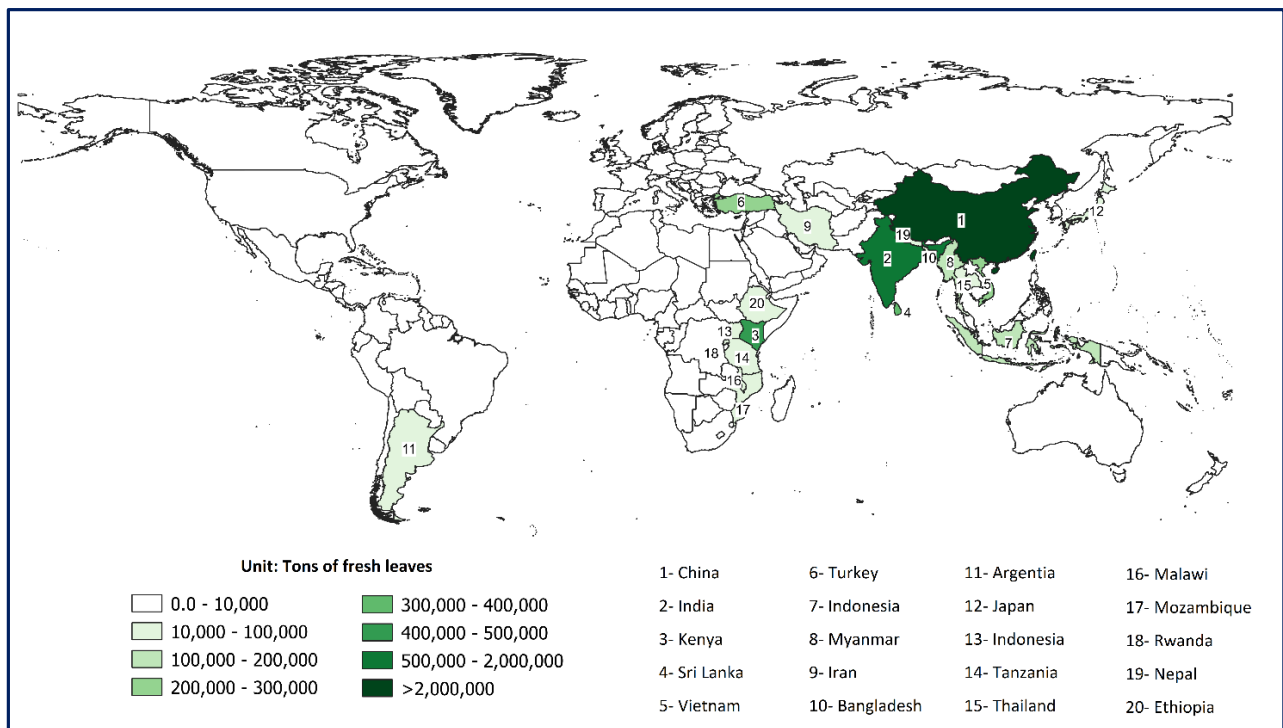 1
12
6
9
19
2
10
8
15
5
4
20
13
3
18
14
7
16
17
11
Unit: Tons of fresh leaves
0.0 - 10,000
10,000 - 100,000
100,000 - 200,000
200,000 - 300,000
300,000 - 400,000
400,000 - 500,000
500,000 - 2,000,000
>2,000,000
1- China
2- India
3- Kenya
4- Sri Lanka
5- Vietnam
6- Turkey
7- Indonesia
8- Myanmar
9- Iran
10- Bangladesh
11- Argentia
12- Japan
13- Indonesia
14- Tanzania
15- Thailand
16- Malawi
17- Mozambique
18- Rwanda
19- Nepal
20- Ethiopia